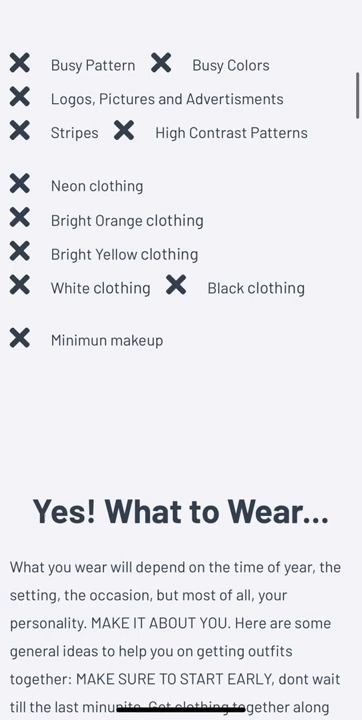 Busy Pattern Busy Colors
Logos, Pictures and Advertisments
Stripes High Contrast Patterns
Neon clothing
Bright Orange clothing
Bright Yellow clothing
White clothing Black clothing
Minimun makeup
Yes! What to Wear...
What you wear will depend on the time of year, the
setting, the occasion, but most of all, your
personality. MAKE IT ABOUT YOU. Here are some
general ideas to help you on getting outfits
together: MAKE SURE TO START EARLY, dont wait
till the last minunite. Get clothing together along